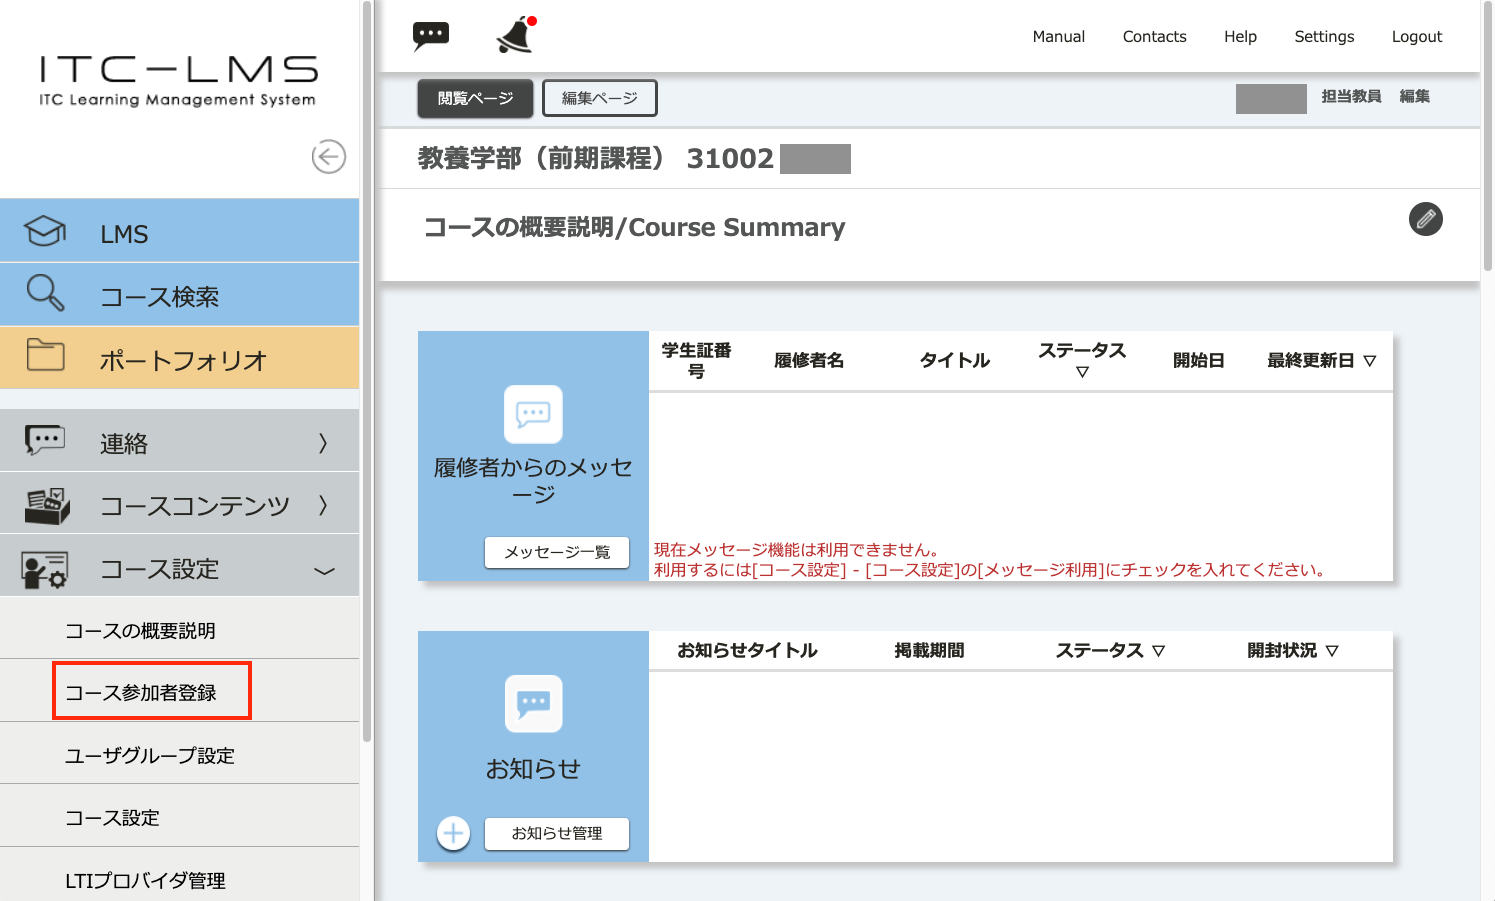 ITC-LMS
ITC Learning Management System
LMS
コース検索
ポートフォリオ
連絡
コースコンテンツ
コース設定
コースの概要説明
コース参加者登録
ユーザグループ設定
コース設定
LTIプロバイダ管理
Manual Contacts Help Settings Logout
閲覧ページ 編集ページ 担当教員 編集
教養学部（前期課程） 31002
コースの概要説明/Course Summary
履修者からのメッセ
ージ
メッセージ一覧
学生証番
号
履修者名
タイトル
ステータス
▽
開始日
最終更新日 ▽
現在メッセージ機能は利用できません。
利用するには[コース設定] - [コース設定]の[メッセージ利用]にチェックを入れてください。
お知らせ
お知らせ管理
お知らせタイトル 掲載期間 ステータス ▽ 開封状況 ▽